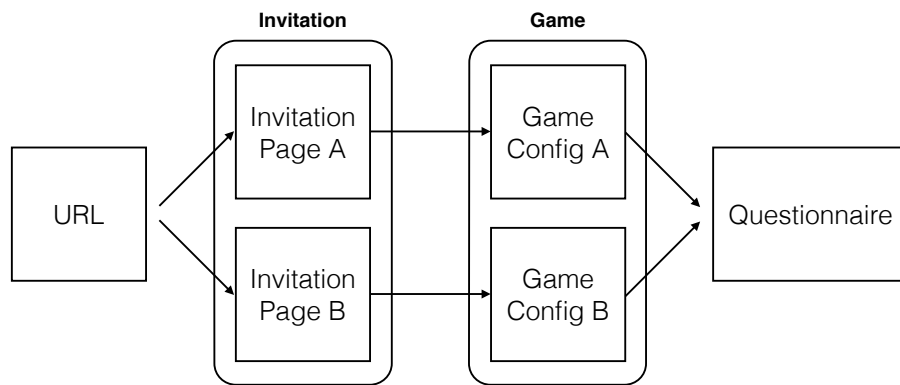 Invitation
Game
URL
Invitation
Page A
Game
Config A
Invitation
Page B
Game
Config B
Questionnaire